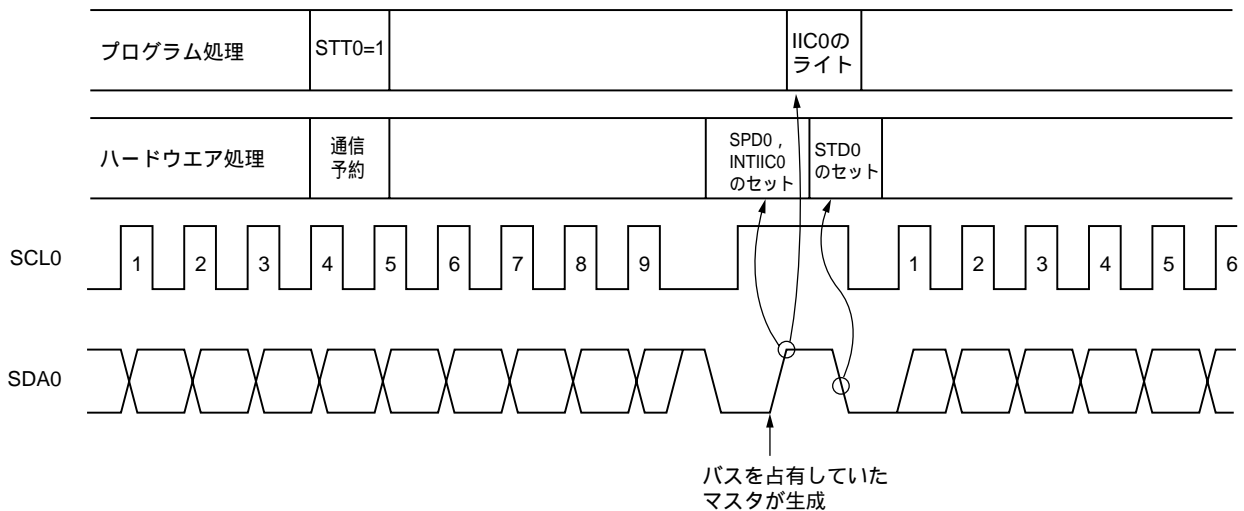 プログラム処理
STT0=1
IIC0の
ライト
ハードウエア処理
通信
予約
SPD0 ,
INTIIC0
のセット
STD0
のセット
SCL0
1 2 3 4 5 6 7 8 9 1 2 3 4 5 6
SDA0
バスを占有していた
マスタが生成